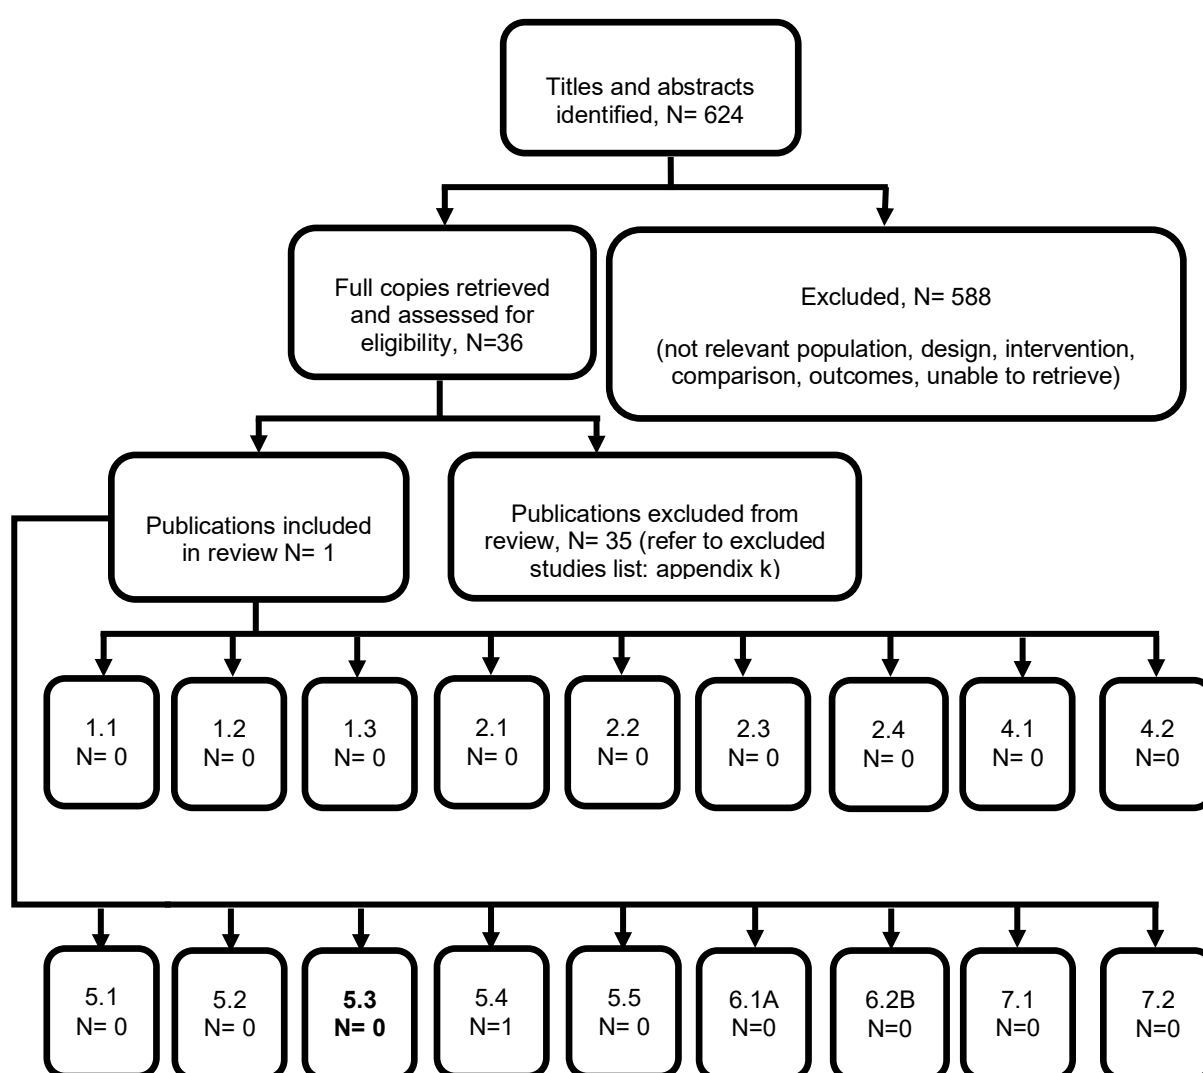 Titles and abstracts
identified, N= 624
Full copies retrieved
and assessed for
eligibility, N=36
Excluded, N= 588
(not relevant population, design, intervention,
comparison, outcomes, unable to retrieve)
Publications included
in review N= 1
Publications excluded from
review, N= 35 (refer to excluded
studies list: appendix k)
1.1
N= 0
1.2
N= 0
1.3
N= 0
2.1
N= 0
2.2
N= 0
2.3
N= 0
2.4
N= 0
4.1
N= 0
4.2
N=0
5.1
N= 0
5.2
N= 0
5.3
N= 0
5.4
N=1
5.5
N= 0
6.1A
N=0
6.2B
N=0
7.1
N=0
7.2
N=0